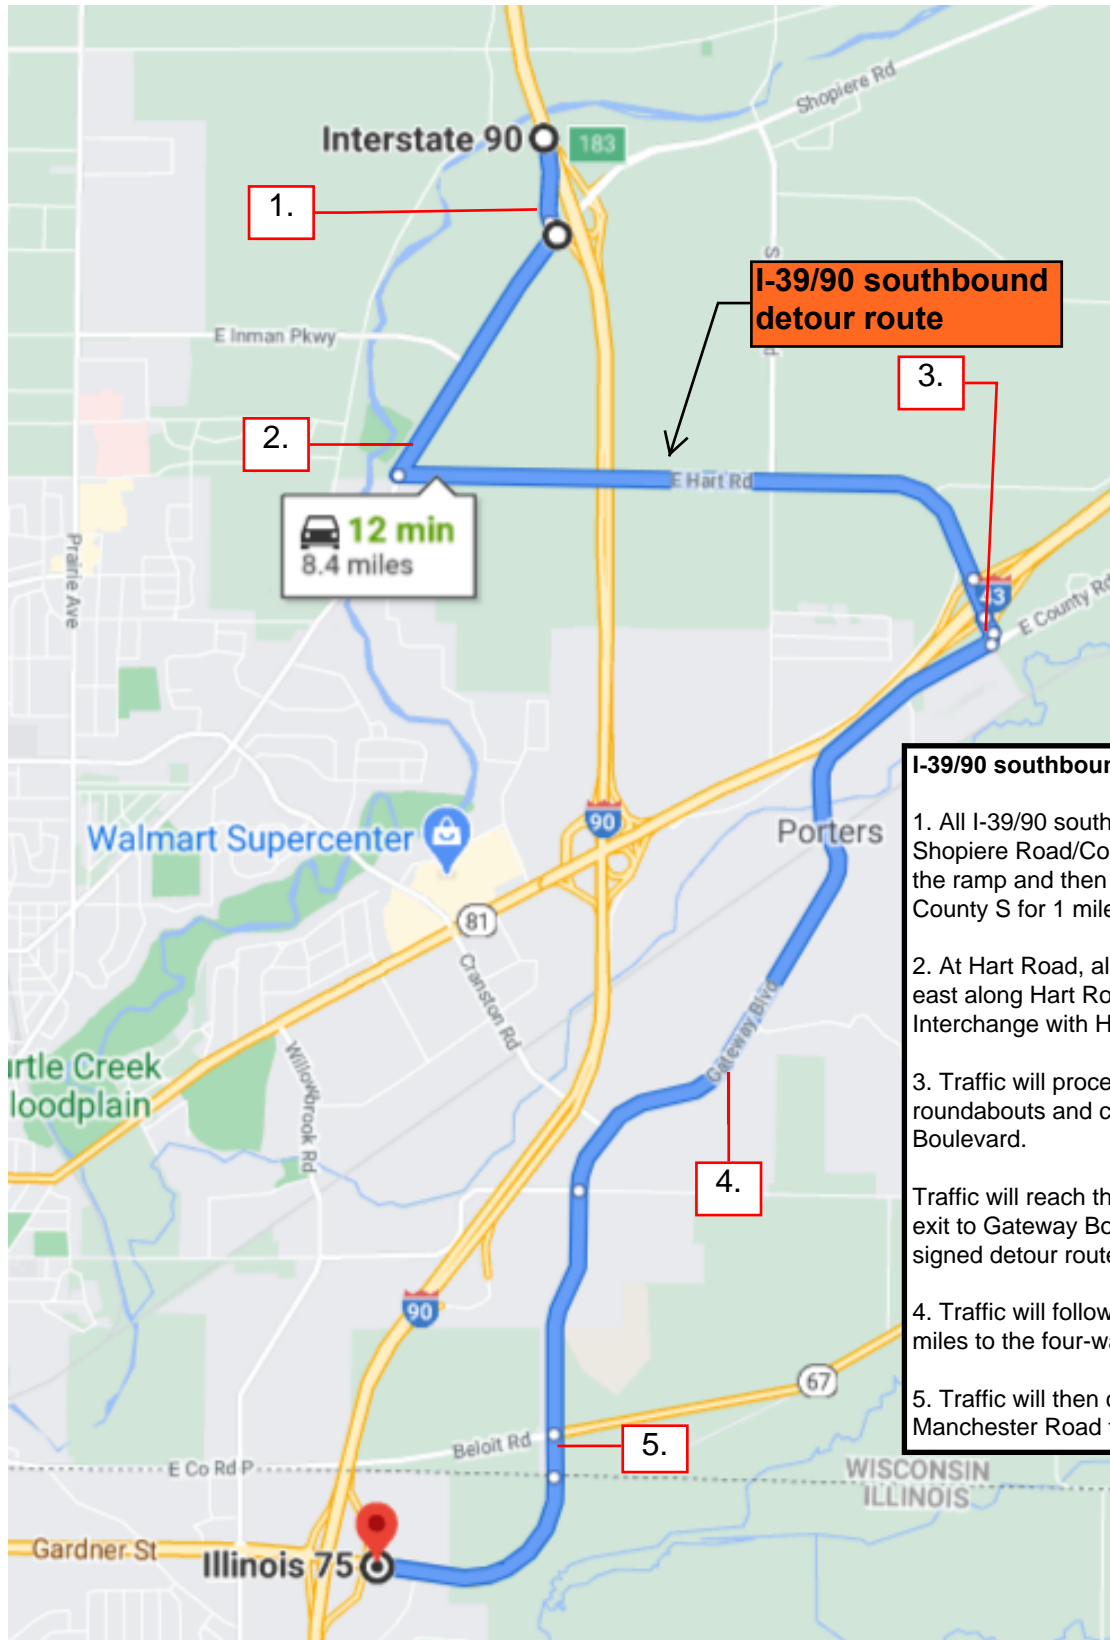 Shopiere Rd
Interstate 90
183
1.
I-39/90 southbound
detour route
E Inman Pkwy
3.
2.
E Hart Rd
12 min
8.4 miles
Prairie Ave
43
E County Rd
I-39/90 southbour
1. All I-39/90 south
Shopiere Road/Co
the ramp and then
County S for 1 mile
2. At Hart Road, al
east along Hart Ro
Interchange with H
3. Traffic will proce
roundabouts and c
Boulevard.
Traffic will reach th
exit to Gateway Bo
signed detour route
4. Traffic will follow
miles to the four-wa
5. Traffic will then c
Manchester Road
90
Porters
Walmart Supercenter
81
Cranston Rd
Gateway Blvd
urtle Creek
loodplain
Willowbrook Rd
4.
90
67
Beloit Rd
5.
E Co Rd P
WISCONSIN
ILLINOIS
Gardner St
Illinois 75